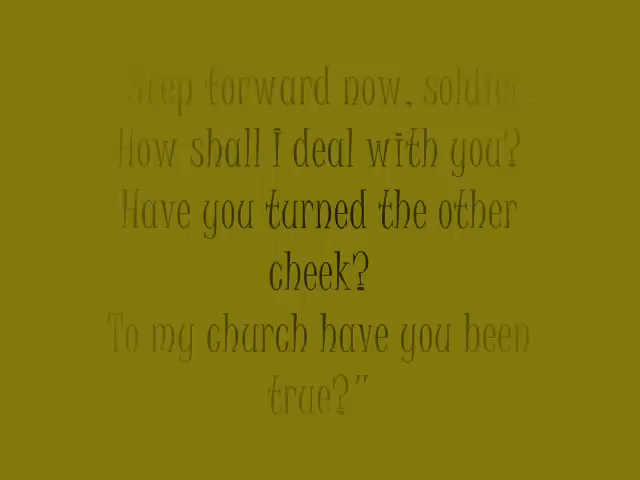 Step forward now, soldier.
How shall I deal with you?
Have you turned the other
cheek?
To my church have you been
true?”